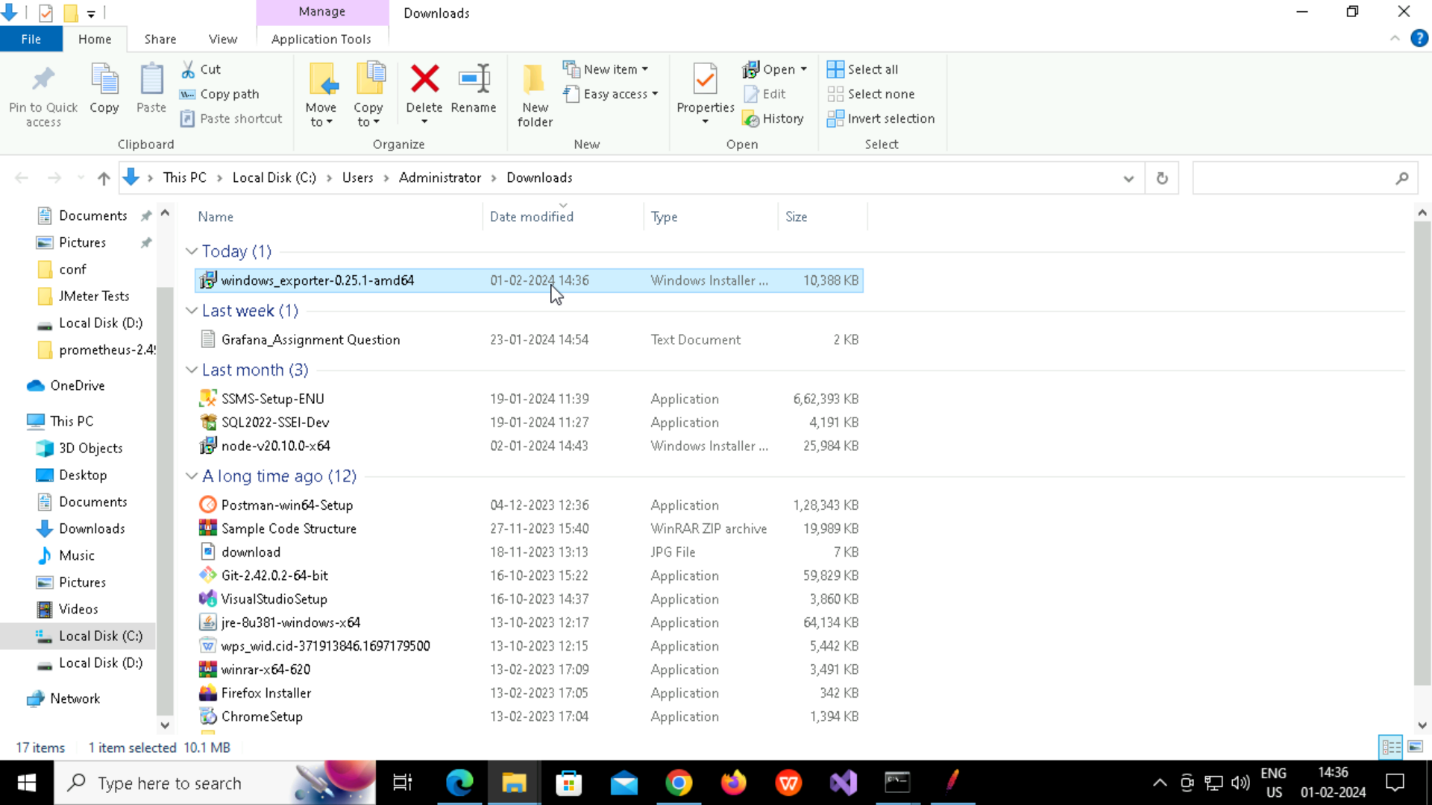 Manage
Downloads
File
Home
Share
View
Application Tools
Pin to Quick access
Copy
Paste
Cut
Copy path
Paste shortcut
Clipboard
Move to
Copy to
Delete
Rename
Organize
New folder
New item
Easy access
New
Properties
Open
Edit
History
Open
Select all
Select none
Invert selection
Select
This PC > Local Disk (C:) > Users > Administrator > Downloads
Documents
Pictures
conf
JMeter Tests
Local Disk (D:)
prometheus-2.45
OneDrive
This PC
3D Objects
Desktop
Documents
Downloads
Music
Pictures
Videos
Local Disk (C:)
Local Disk (D:)
Network
Name Date modified Type Size
Today (1)
windows_exporter-0.25.1-amd64 01-02-2024 14:36 Windows Installer ... 10,388 KB
Last week (1)
Grafana_Assignment Question 23-01-2024 14:54 Text Document 2 KB
Last month (3)
SSMS-Setup-ENU 19-01-2024 11:39 Application 6,62,393 KB
SQL2022-SSEI-Dev 19-01-2024 11:27 Application 4,191 KB
node-v20.10.0-x64 02-01-2024 14:43 Windows Installer ... 25,984 KB
A long time ago (12)
Postman-win64-Setup 04-12-2023 12:36 Application 1,28,343 KB
Sample Code Structure 27-11-2023 15:40 WinRAR ZIP archive 19,989 KB
download 18-11-2023 13:13 JPG File 7 KB
Git-2.42.0.2-64-bit 16-10-2023 15:22 Application 59,829 KB
VisualStudioSetup 16-10-2023 14:37 Application 3,860 KB
jre-8u381-windows-x64 13-10-2023 12:17 Application 64,134 KB
wps_wid.cid-371913846.1697179500 13-10-2023 12:15 Application 5,442 KB
winrar-x64-620 13-02-2023 17:09 Application 3,491 KB
Firefox Installer 13-02-2023 17:05 Application 342 KB
ChromeSetup 13-02-2023 17:04 Application 1,394 KB
17 items 1 item selected 10.1 MB
Type here to search
ENG
US
14:36
01-02-2024